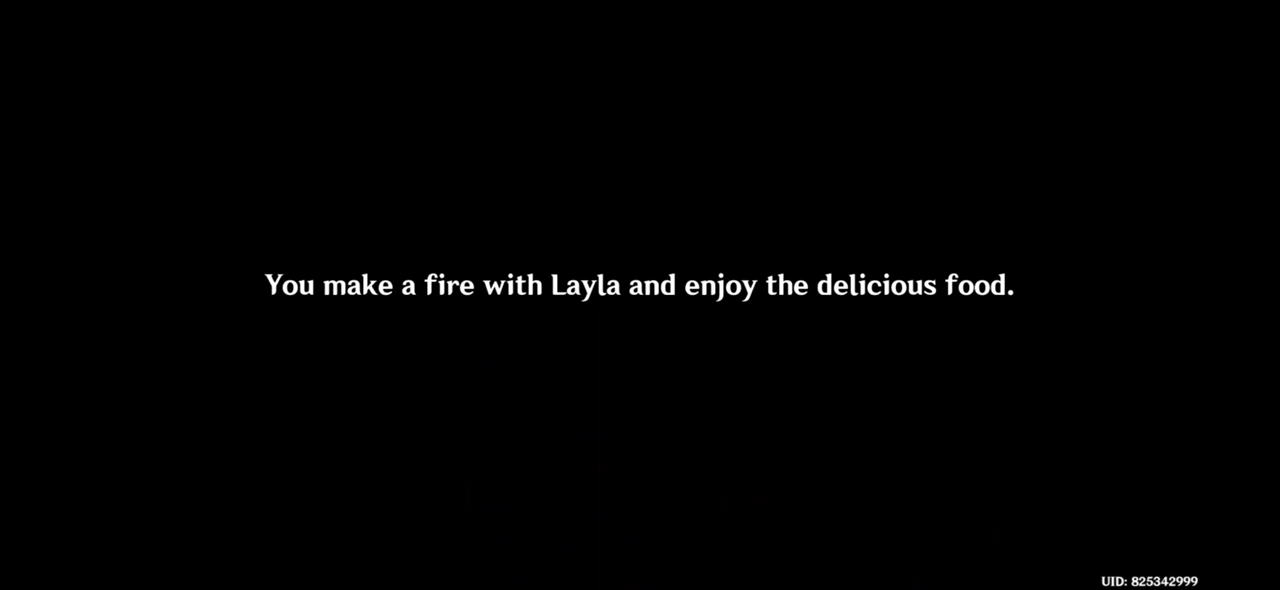 You make a fire with Layla and enjoy the delicious food.
UID: 825342999